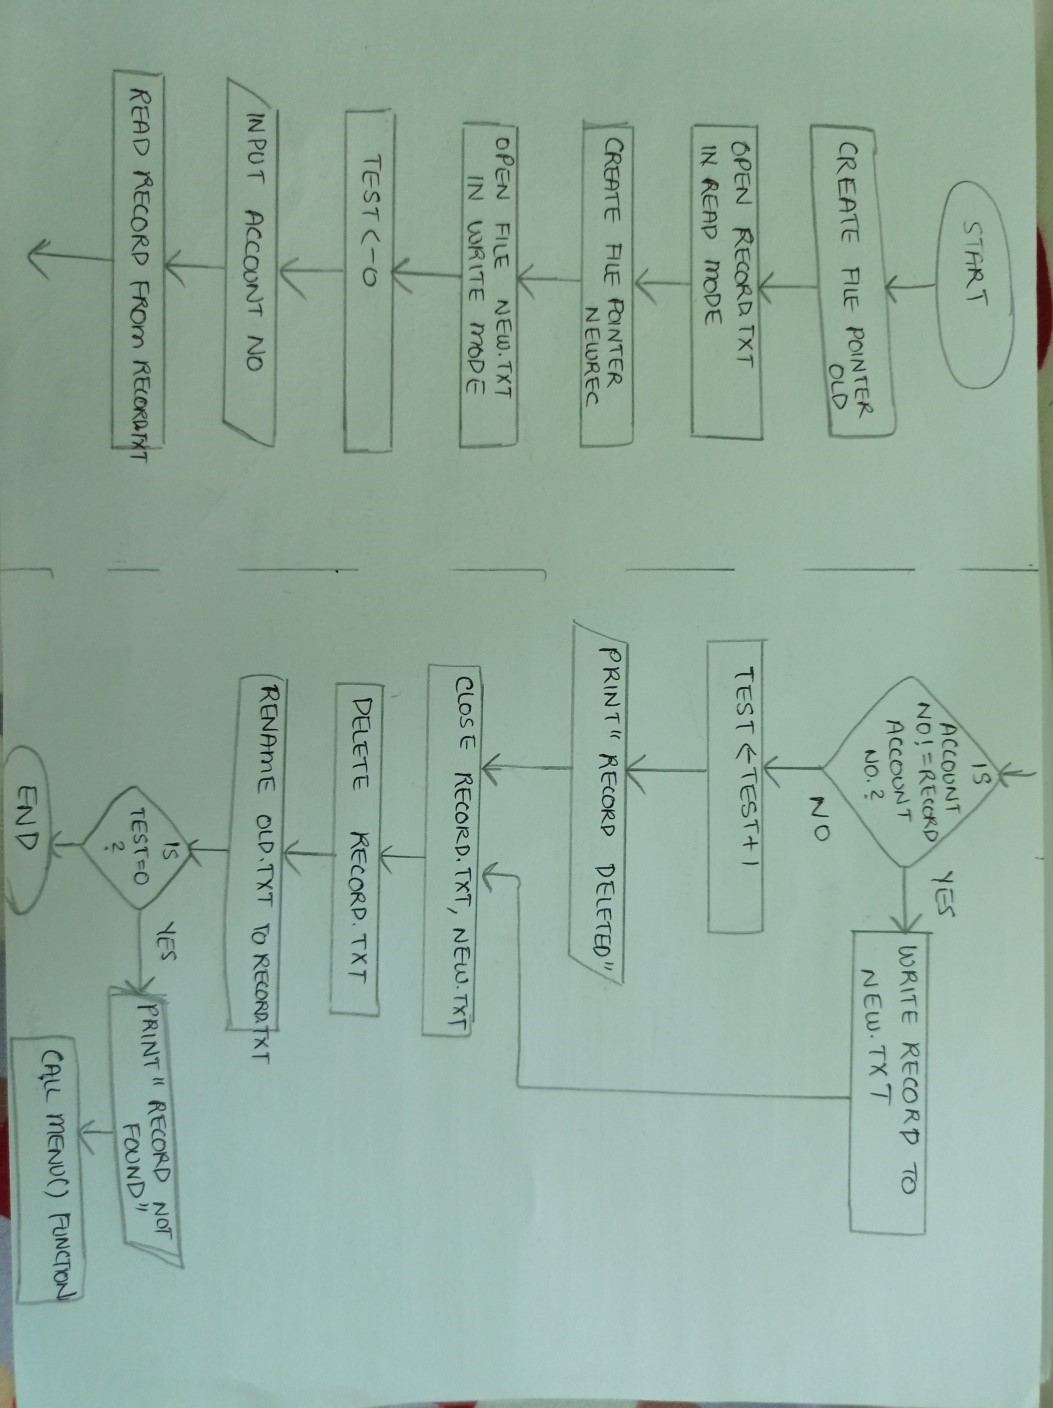 START
CREATE FILE POINTER
OLD
OPEN RECORD.TXT
IN READ MODE
CREATE FILE POINTER
NEWREC
OPEN FILE NEW.TXT
IN WRITE MODE
TEST<-0
INPUT ACCOUNT NO
READ RECORD FROM RECORD.TXT
IS
ACCOUNT
NO!=RECORD
ACCOUNT
NO.?
YES
WRITE RECORD TO
NEW.TXT
NO
TEST<-TEST+1
PRINT" RECORD DELETED"
CLOSE RECORD.TXT, NEW.TXT
DELETE RECORD.TXT
RENAME OLD.TXT TO RECORD.TXT
IS
TEST=0
?
YES
PRINT" RECORD NOT
FOUND"
CALL MENU() FUNCTION
END